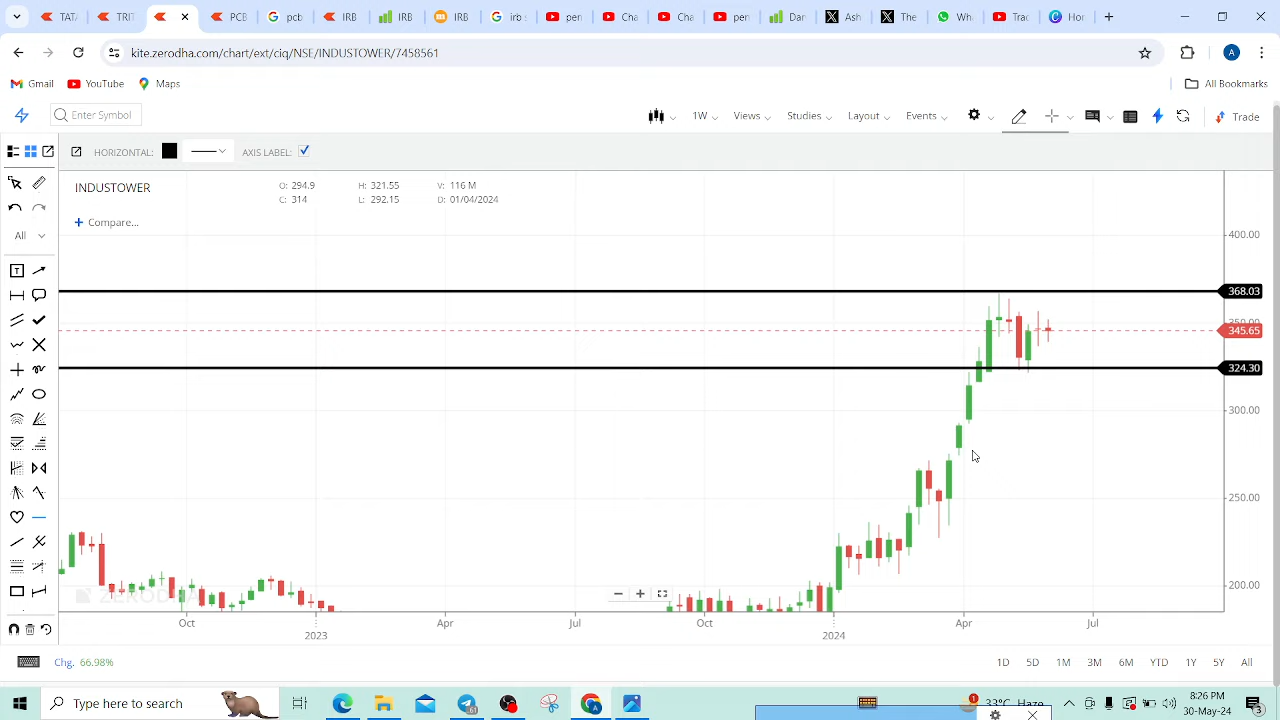 TATA
PCB
IRB
IRB
IRB
irb
peri
Cha
Cha
peri
Dar
Ash
The
Wh
Trac
Hor
kite.zerodha.com/chart/ext/ciq/NSE/INDUSTOWER/7458561
A
Gmail YouTube Maps All Bookmarks
Enter Symbol 1W Views Studies Layout Events Trade
HORIZONTAL: AXIS LABEL:
INDUSTOWER O: 294.9 H: 321.55 V: 116 M
C: 314 L: 292.15 D: 01/04/2024
+ Compare...
All
400.00
368.03
350.00
345.65
324.30
300.00
250.00
200.00
Oct 2023 Apr Jul Oct 2024 Apr Jul
Chg. 66.98% 1D 5D 1M 3M 6M YTD 1Y 5Y All
Type here to search
33°C Haze
8:26 PM
30-May-24